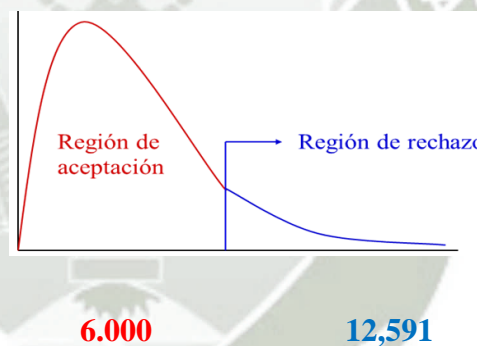 Región de
aceptación
Región de rechazo
6.000
12,591